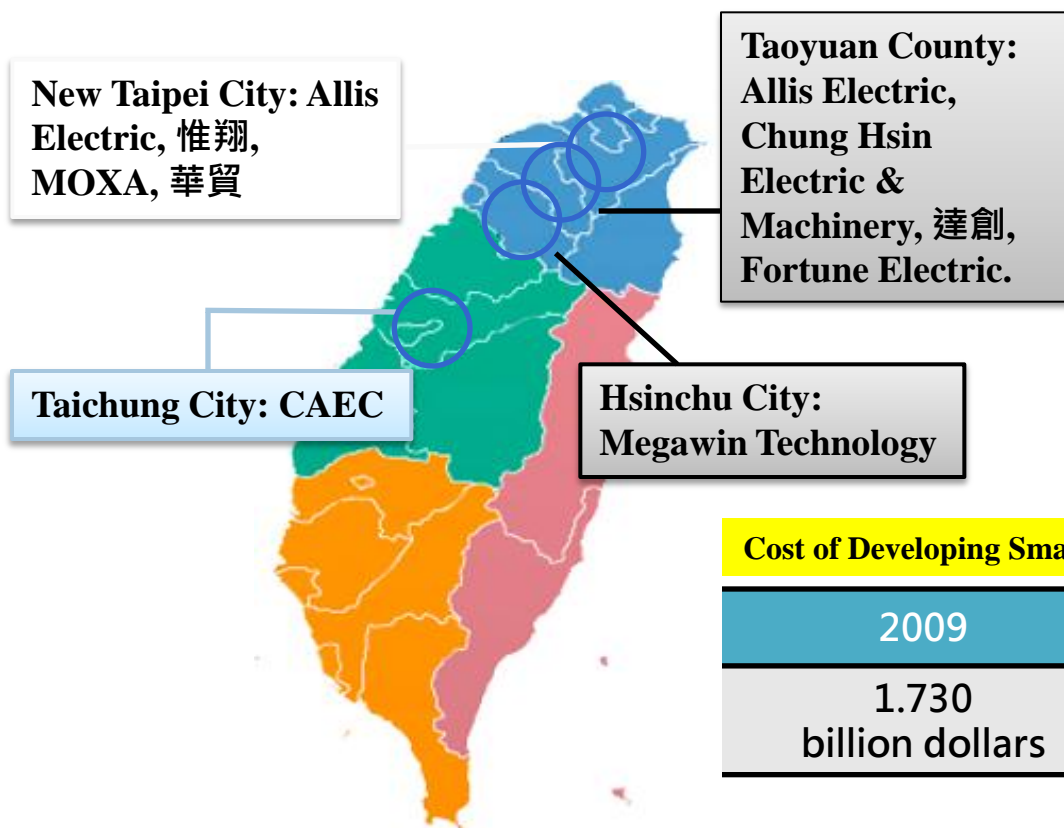 New Taipei City: Allis
Electric, 惟翔,
MOXA, 華貿
Taoyuan County:
Allis Electric,
Chung Hsin
Electric &
Machinery, 達創,
Fortune Electric.
Taichung City: CAEC
Hsinchu City:
Megawin Technology
Cost of Developing Sma
2009
1.730
billion dollars